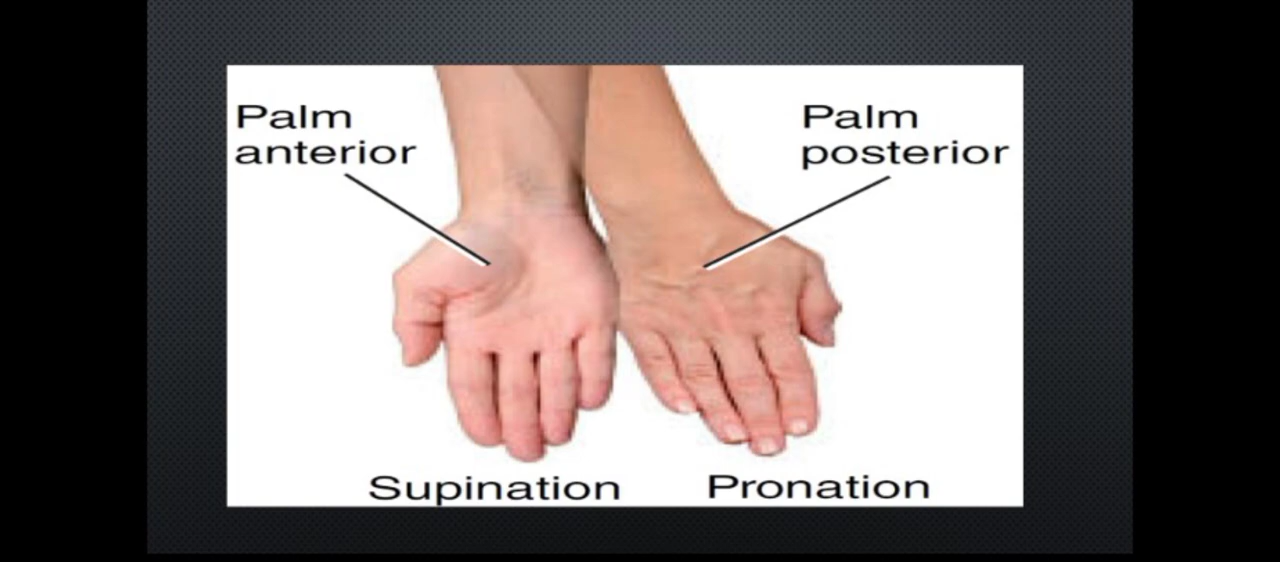 Palm
anterior
Palm
posterior
Supination
Pronation